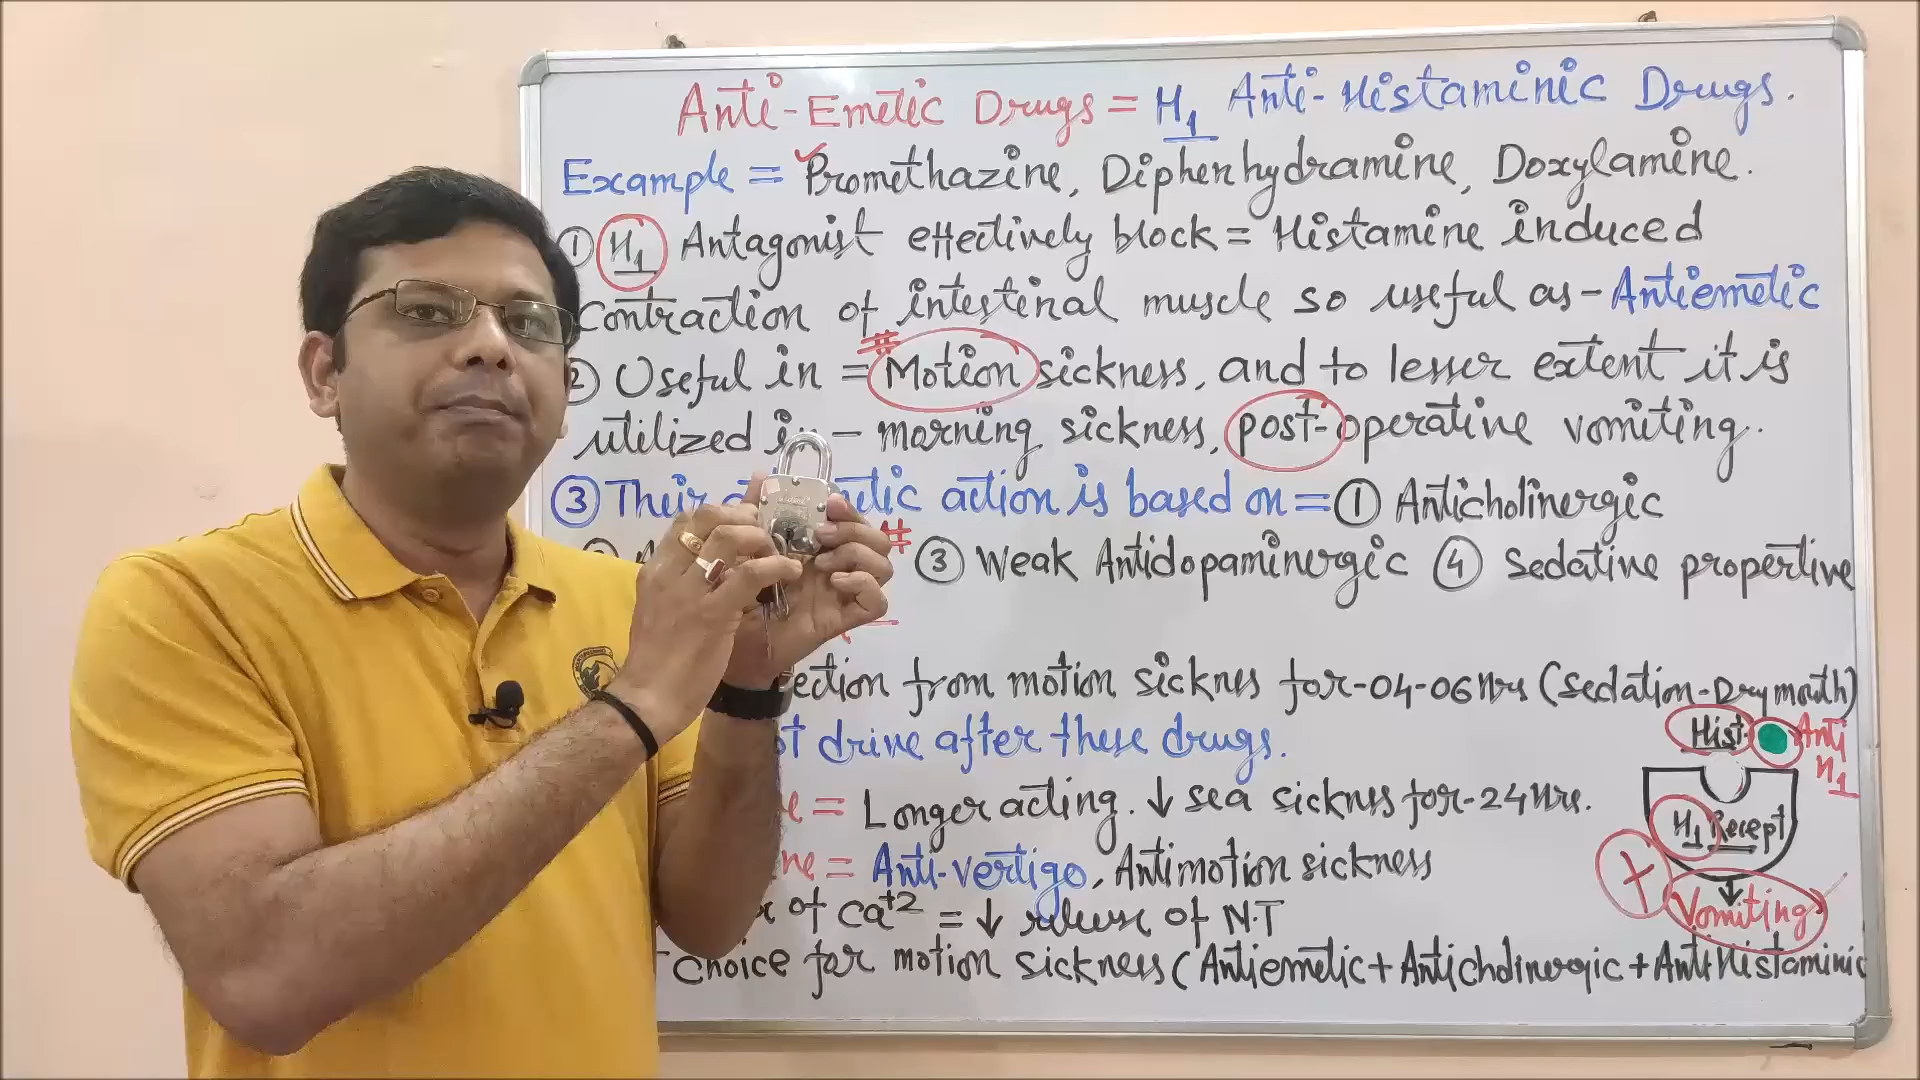 Anti-Emetic Drugs = H1 Anti-Histaminic Drugs.
Example = Promethazine, Diphenhydramine, Doxylamine.
① H1 Antagonist effectively block = Histamine induced
contraction of intestinal muscle so useful as - Antiemetic
② Useful in = # Motion sickness, and to lesser extent it is
utilized in - morning sickness, post-operative vomiting.
③ Their action is based on = ① Anticholinergic
# ③ Weak Antidopaminergic ④ Sedative propertive
from motion sicknes for-04-06 Hrs (Sedation-Dry mouth)
drive after these drugs.
= Longer acting. ↓ sea sicknss for-24 Hrs.
= Anti-vertigo, Antimotion sickness
of Ca+2 = ↓ release of N.T
choice for motion sickness (Antiemetic + Anticholinergic + AntiHistaminic
Hist Anti H1
H1 Recept
↓
+ Vomiting